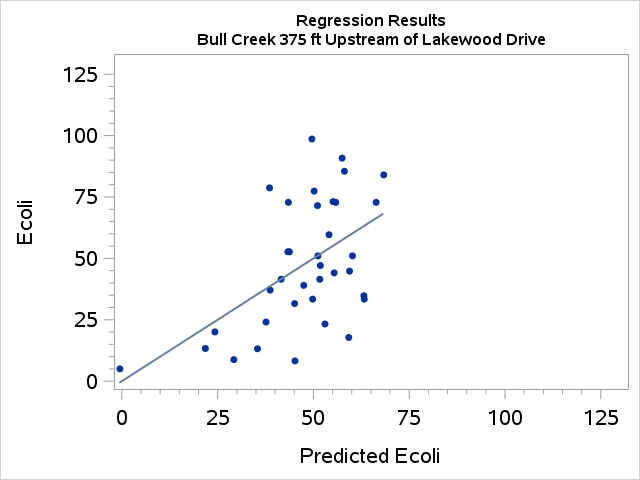 Regression Results
Bull Creek 375 ft Upstream of Lakewood Drive
125
100
75
50
25
0
Ecoli
0 25 50 75 100 125
Predicted Ecoli